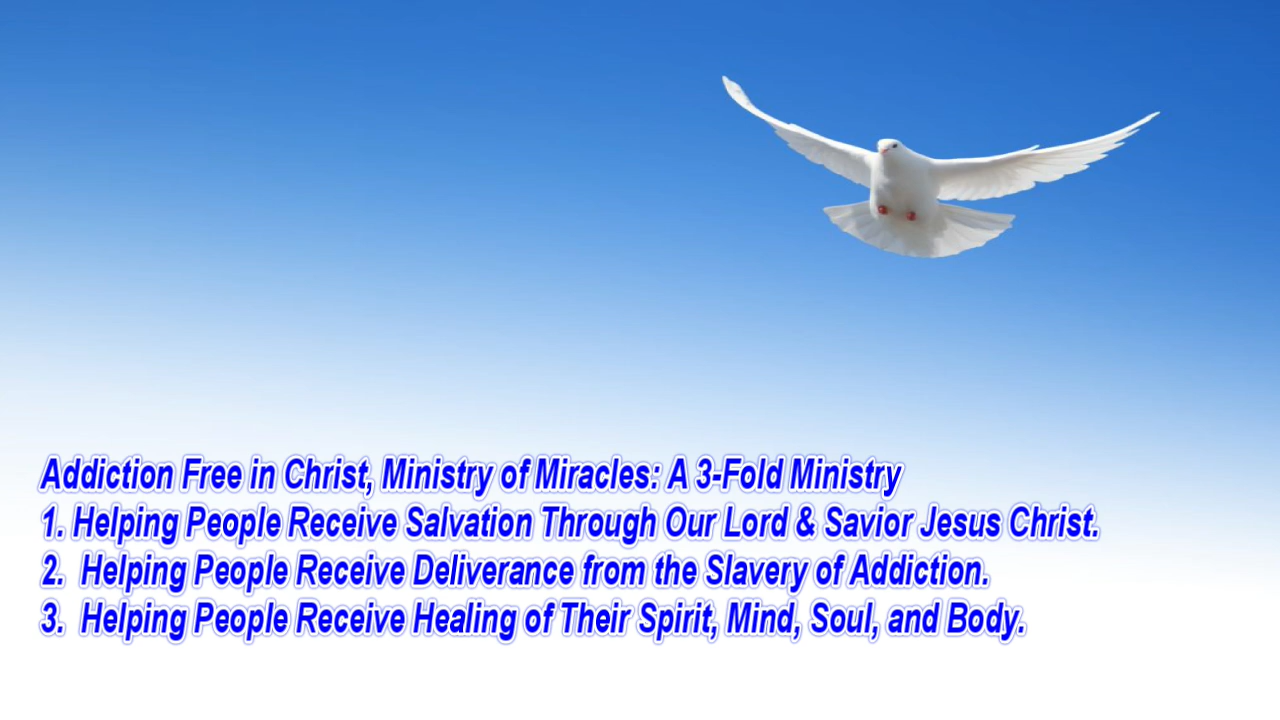 Addiction Free in Christ, Ministry of Miracles: A 3-Fold Ministry
1. Helping People Receive Salvation Through Our Lord & Savior Jesus Christ.
2.  Helping People Receive Deliverance from the Slavery of Addiction.
3.  Helping People Receive Healing of Their Spirit, Mind, Soul, and Body.